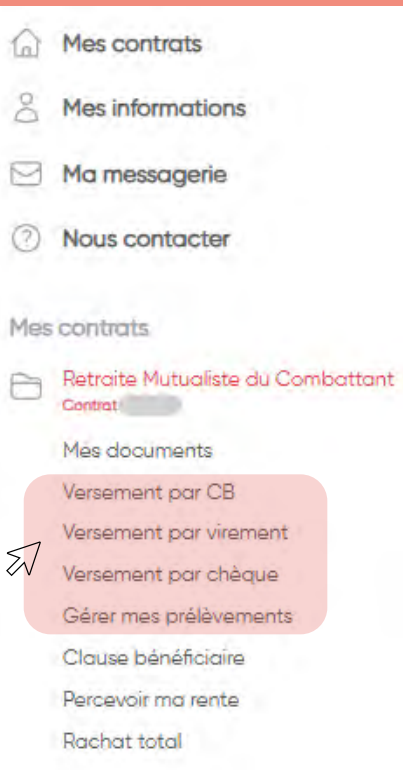 Mes contrats
Mes informations
Ma messagerie
Nous contacter
Mes contrats
Retraite Mutualiste du Combattant
Contrat
Mes documents
Versement par CB
Versement par virement
Versement par chèque
Gérer mes prélèvements
Clause bénéficiaire
Percevoir ma rente
Rachat total